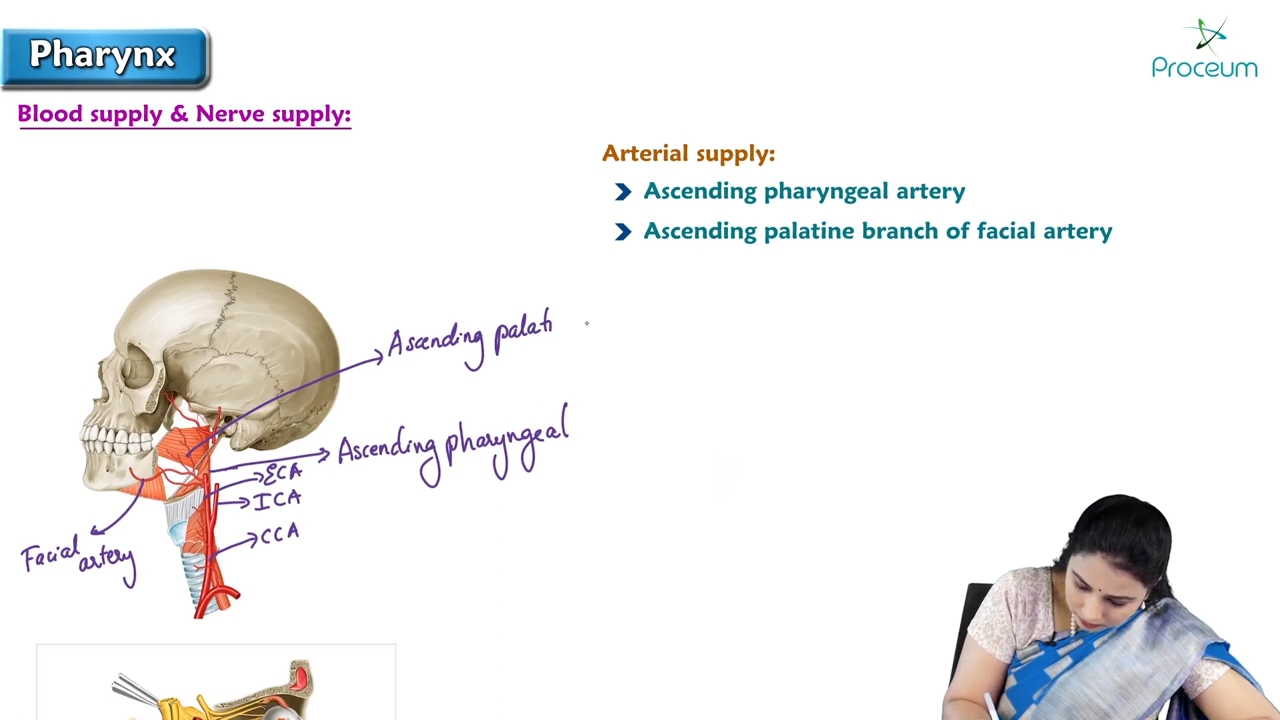 Pharynx
Proceum
Blood supply & Nerve supply:
Arterial supply:
Ascending pharyngeal artery
Ascending palatine branch of facial artery
Ascending palati
Ascending pharyngeal
ECA
ICA
CCA
Facial
artery